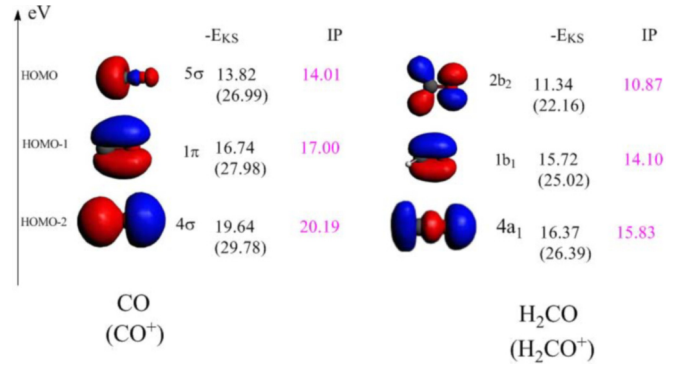 eV
-E_KS IP -E_KS IP
HOMO 5σ 13.82 14.01 2b₂ 11.34 10.87
(26.99) (22.16)
HOMO-1 1π 16.74 17.00 1b₁ 15.72 14.10
(27.98) (25.02)
HOMO-2 4σ 19.64 20.19 4a₁ 16.37 15.83
(29.78) (26.39)
CO H₂CO
(CO⁺) (H₂CO⁺)